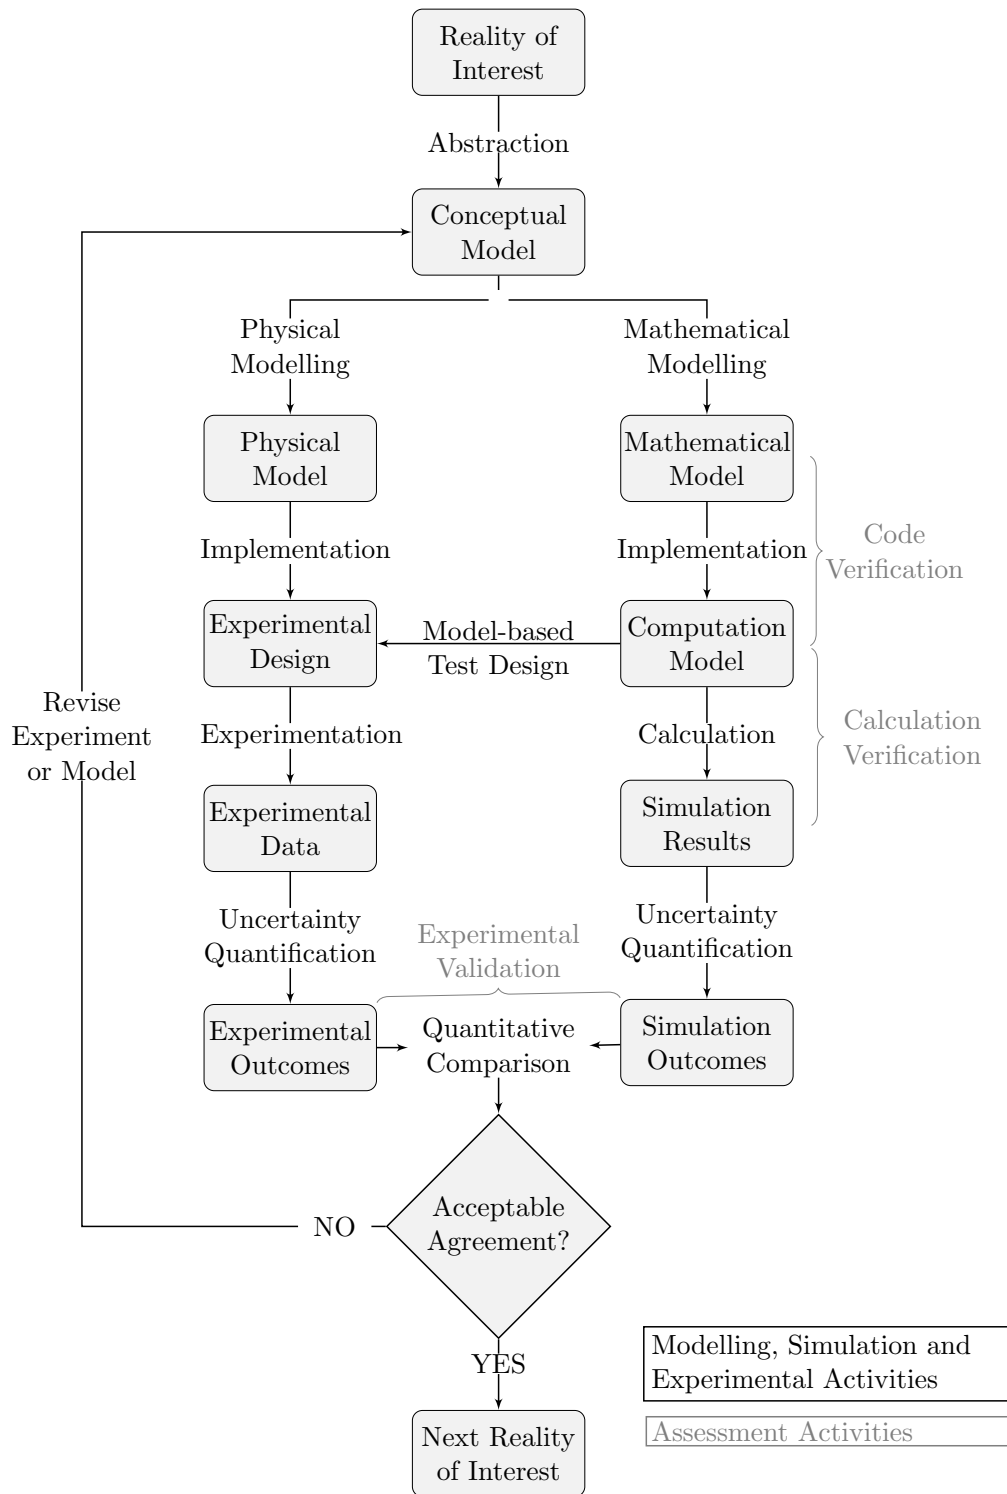 Reality of
Interest
Abstraction
Conceptual
Model
Physical
Modelling
Mathematical
Modelling
Physical
Model
Mathematical
Model
Implementation
Implementation
Code
Verification
Experimental
Design
Model-based
Test Design
Computation
Model
Revise
Experiment
or Model
Experimentation
Calculation
Calculation
Verification
Experimental
Data
Simulation
Results
Uncertainty
Quantification
Experimental
Validation
Uncertainty
Quantification
Experimental
Outcomes
Quantitative
Comparison
Simulation
Outcomes
Acceptable
Agreement?
NO
YES
Next Reality
of Interest
Modelling, Simulation and
Experimental Activities
Assessment Activities